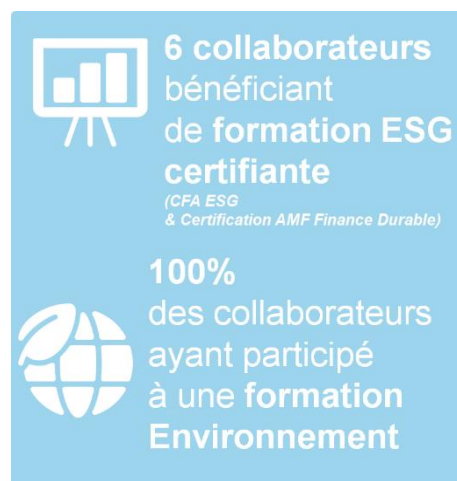 6 collaborateurs
bénéficiant
de formation ESG
certifiante
(CFA ESG
& Certification AMF Finance Durable)
100%
des collaborateurs
ayant participé
à une formation
Environnement